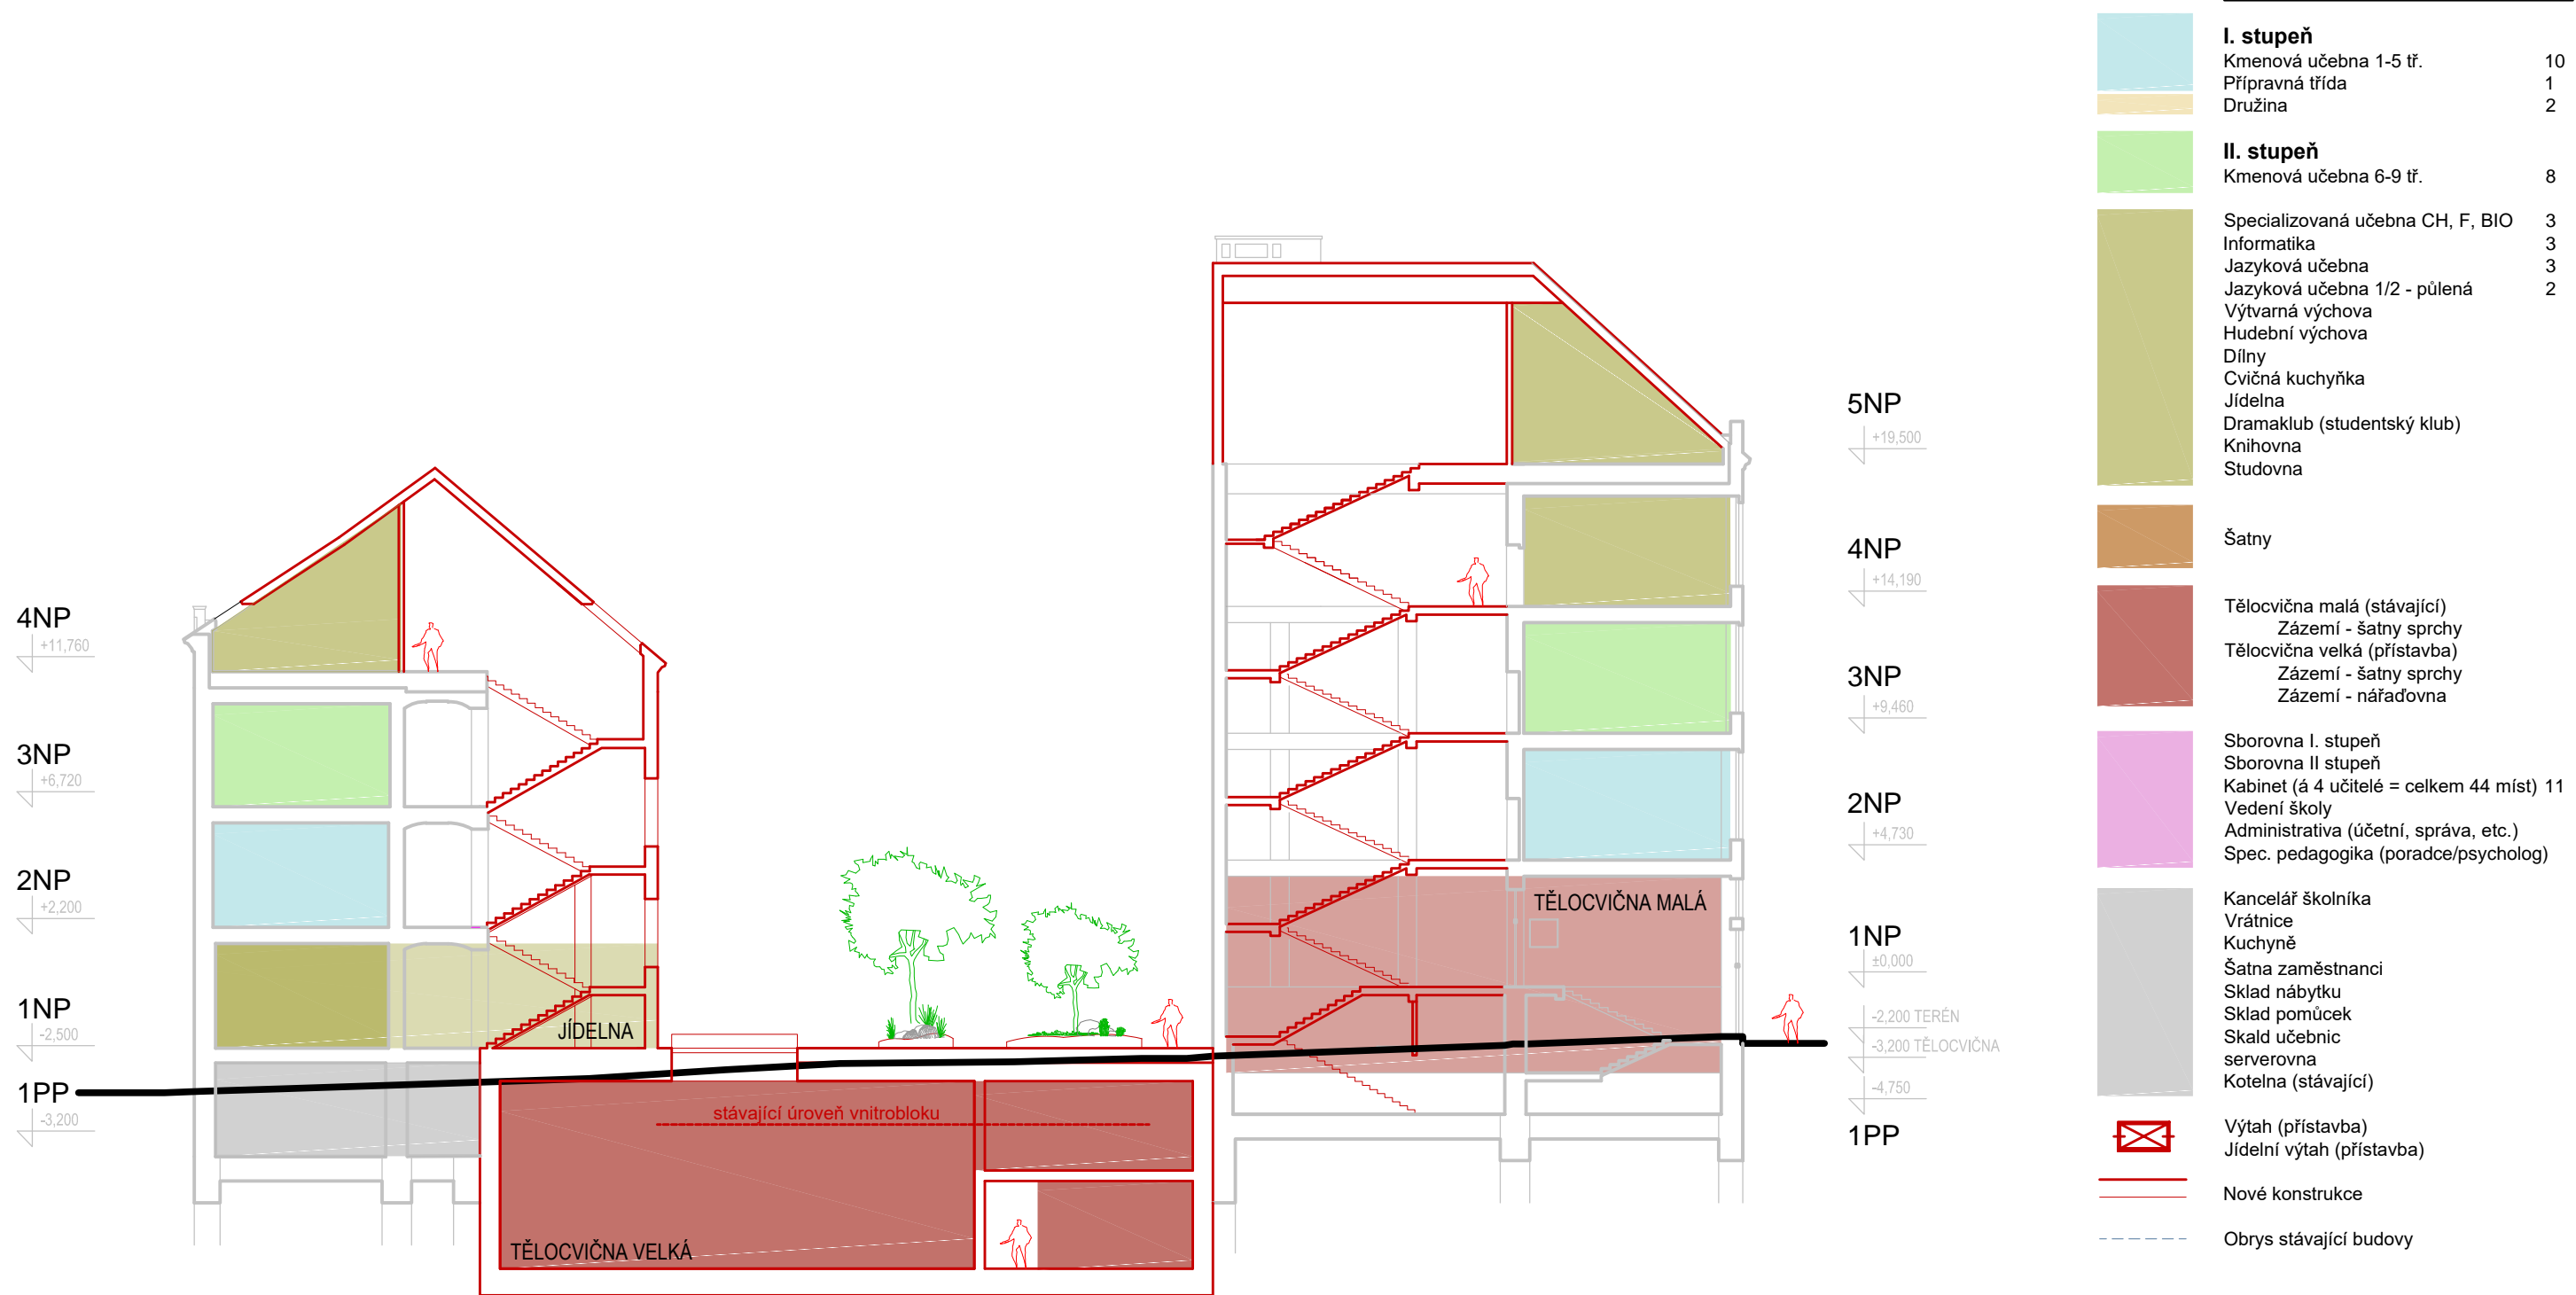 4NP
+11,760
3NP
+6,720
2NP
+2,200
1NP
-2,500
1PP
-3,200
JÍDELNA
stávající úroveň vnitrobloku
TĚLOCVIČNA VELKÁ
TĚLOCVIČNA MALÁ
5NP
+19,500
4NP
+14,190
3NP
+9,460
2NP
+4,730
1NP
±0,000
-2,200 TERÉN
-3,200 TĚLOCVIČNA
-4,750
1PP
I. stupeň
Kmenová učebna 1-5 tř. 10
Přípravná třída 1
Družina 2
II. stupeň
Kmenová učebna 6-9 tř. 8
Specializovaná učebna CH, F, BIO 3
Informatika 3
Jazyková učebna 3
Jazyková učebna 1/2 - půlená 2
Výtvarná výchova
Hudební výchova
Dílny
Cvičná kuchyňka
Jídelna
Dramaklub (studentský klub)
Knihovna
Studovna
Šatny
Tělocvična malá (stávající)
Zázemí - šatny sprchy
Tělocvična velká (přístavba)
Zázemí - šatny sprchy
Zázemí - nářaďovna
Sborovna I. stupeň
Sborovna II stupeň
Kabinet (á 4 učitelé = celkem 44 míst) 11
Vedení školy
Administrativa (účetní, správa, etc.)
Spec. pedagogika (poradce/psycholog)
Kancelář školníka
Vrátnice
Kuchyně
Šatna zaměstnanci
Sklad nábytku
Sklad pomůcek
Skald učebnic
serverovna
Kotelna (stávající)
Výtah (přístavba)
Jídelní výtah (přístavba)
Nové konstrukce
Obrys stávající budovy